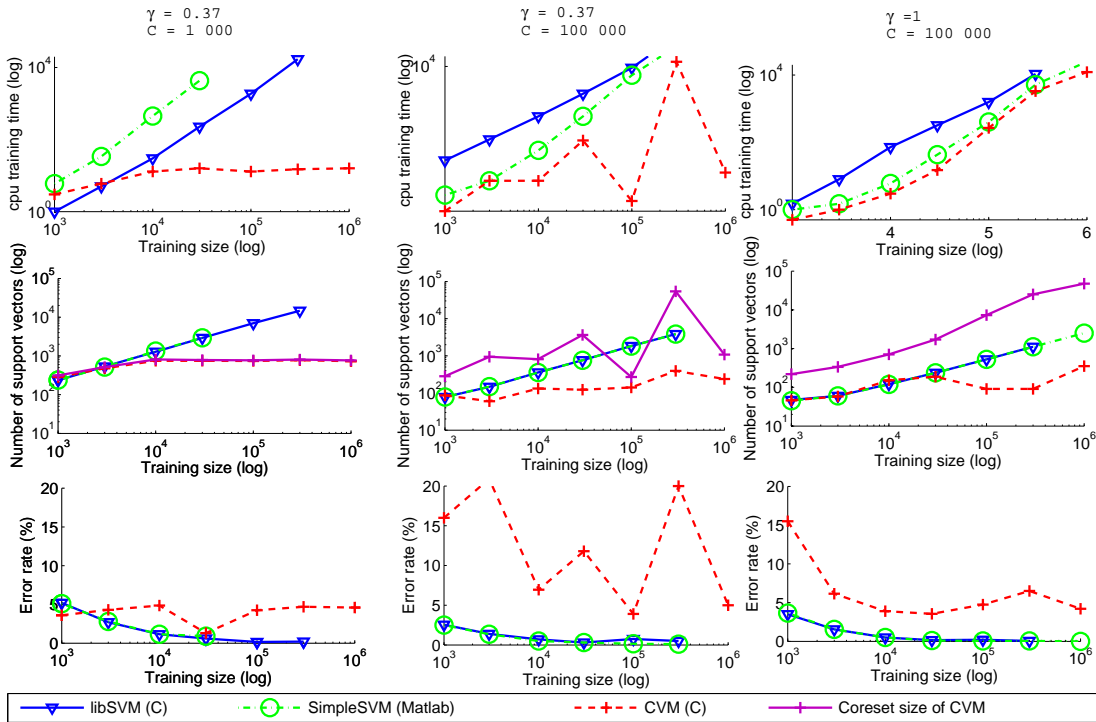 γ = 0.37
C = 1 000
γ = 0.37
C = 100 000
γ =1
C = 100 000
cpu training time (log)
10^4
10^0
10^3
10^4
10^5
10^6
Training size (log)
cpu training time (log)
10^4
10^0
10^3
10^4
10^5
10^6
Training size (log)
cpu training time (log)
10^4
10^0
4
5
6
Training size (log)
Number of support vectors (log)
10^5
10^4
10^3
10^2
10^1
10^3
10^4
10^5
10^6
Training size (log)
Number of support vectors (log)
10^5
10^4
10^3
10^2
10^1
10^3
10^4
10^5
10^6
Training size (log)
Number of support vectors (log)
10^5
10^4
10^3
10^2
10^1
10^3
10^4
10^5
10^6
Training size (log)
Error rate (%)
20
15
10
5
0
10^3
10^4
10^5
10^6
Training size (log)
Error rate (%)
20
15
10
5
0
10^3
10^4
10^5
10^6
Training size (log)
Error rate (%)
20
15
10
5
0
10^3
10^4
10^5
10^6
Training size (log)
libSVM (C)
SimpleSVM (Matlab)
CVM (C)
Coreset size of CVM